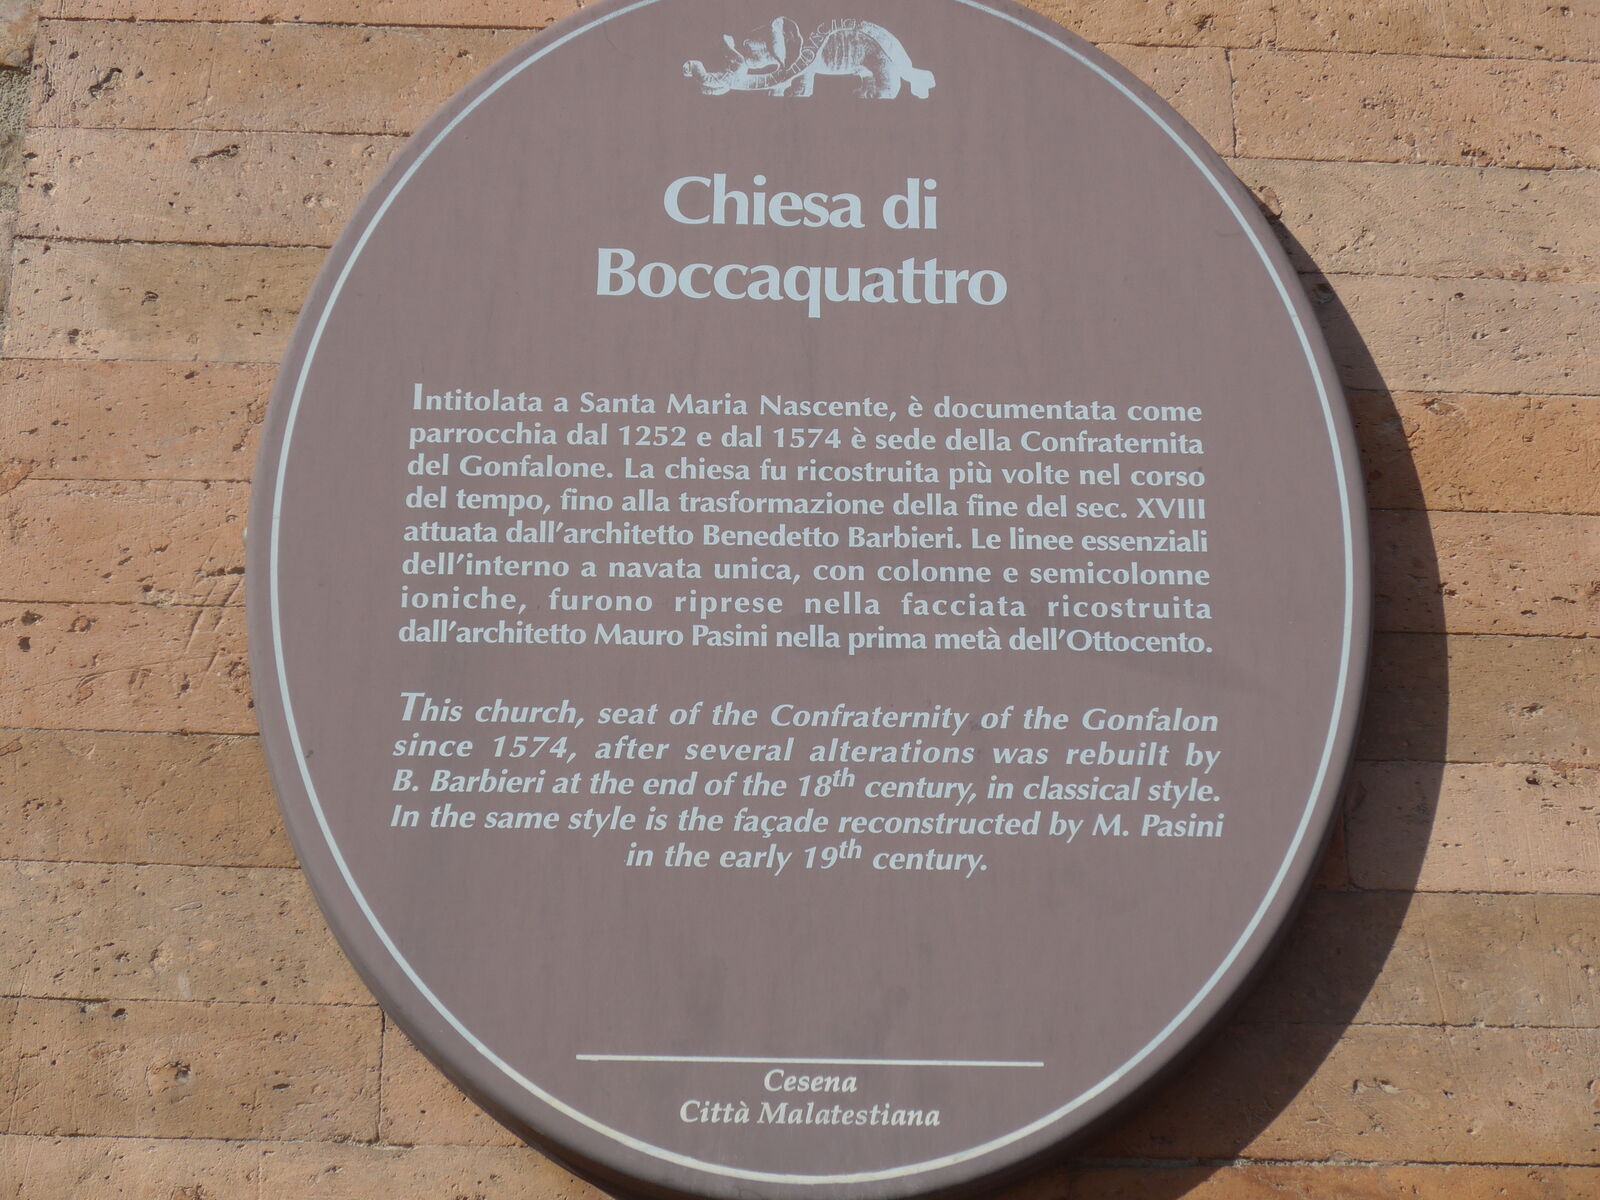 Chiesa di
Boccaquattro
Intitolata a Santa Maria Nascente, è documentata come
parrocchia dal 1252 e dal 1574 è sede della Confraternita
del Gonfalone. La chiesa fu ricostruita più volte nel corso
del tempo, fino alla trasformazione della fine del sec. XVIII
attuata dall'architetto Benedetto Barbieri. Le linee essenziali
dell'interno a navata unica, con colonne e semicolonne
ioniche, furono riprese nella facciata ricostruita
dall'architetto Mauro Pasini nella prima metà dell'Ottocento.
This church, seat of the Confraternity of the Gonfalon
since 1574, after several alterations was rebuilt by
B. Barbieri at the end of the 18th century, in classical style.
In the same style is the façade reconstructed by M. Pasini
in the early 19th century.
Cesena
Città Malatestiana